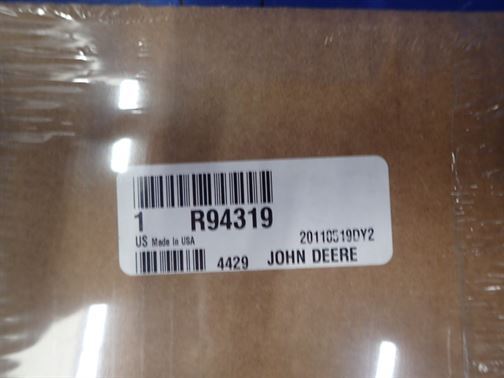 1 R94319
US Made In USA 20110519DY2
4429 JOHN DEERE